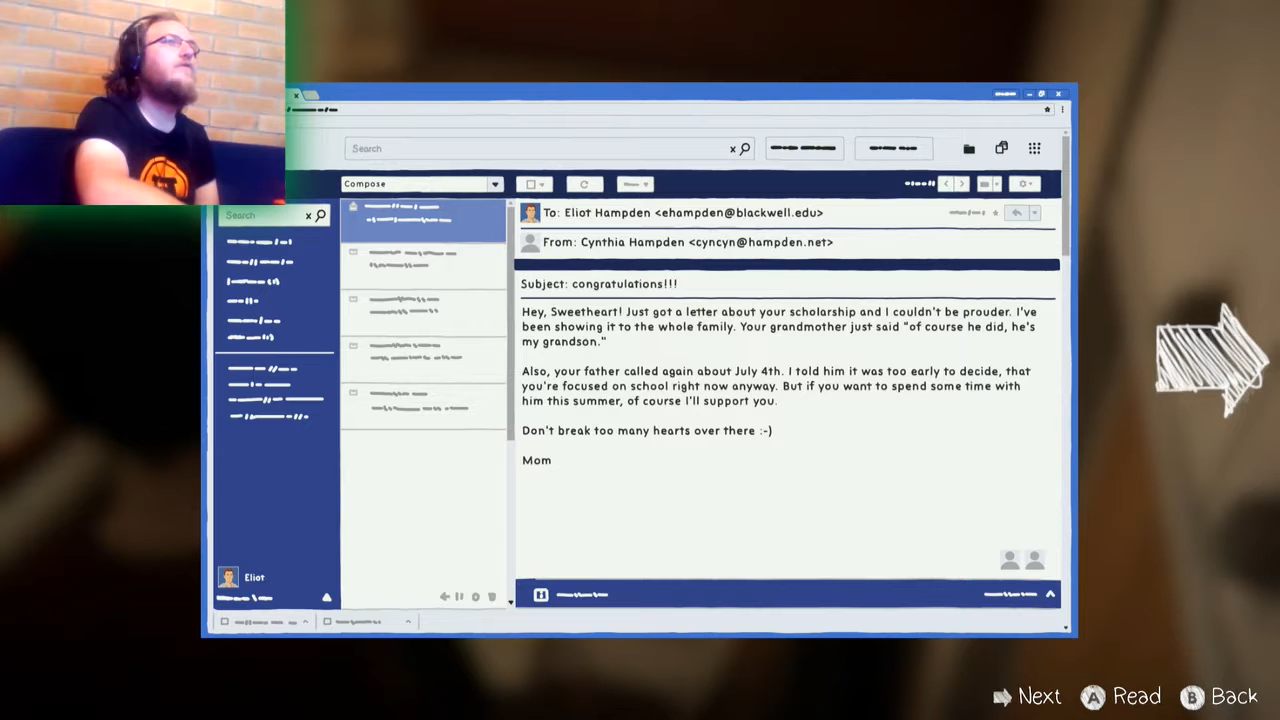 Search
Compose
Search
To: Eliot Hampden <ehampden@blackwell.edu>
From: Cynthia Hampden <cyncyn@hampden.net>
Subject: congratulations!!!
Hey, Sweetheart! Just got a letter about your scholarship and I couldn't be prouder. I've
been showing it to the whole family. Your grandmother just said "of course he did, he's
my grandson."
Also, your father called again about July 4th. I told him it was too early to decide, that
you're focused on school right now anyway. But if you want to spend some time with
him this summer, of course I'll support you.
Don't break too many hearts over there :-)
Mom
Eliot
Next A Read B Back